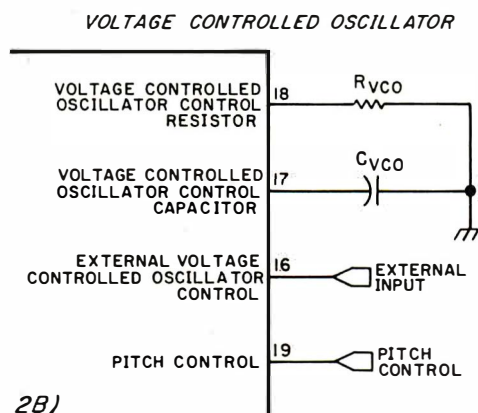 VOLTAGE CONTROLLED OSCILLATOR
VOLTAGE CONTROLLED
OSCILLATOR CONTROL
RESISTOR
18
RVCO
VOLTAGE CONTROLLED
OSCILLATOR CONTROL
CAPACITOR
17
CVCO
EXTERNAL VOLTAGE
CONTROLLED OSCILLATOR
CONTROL
16
EXTERNAL
INPUT
PITCH CONTROL
19
PITCH
CONTROL
2B)